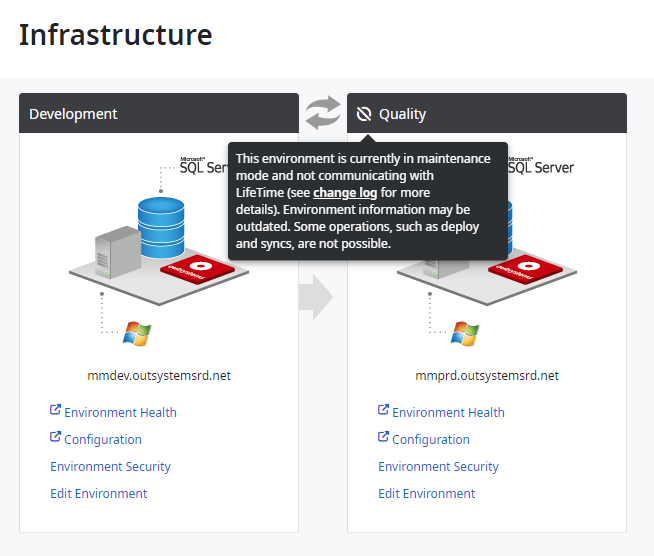 Infrastructure
Development
Quality
Microsoft®
SQL Server
This environment is currently in maintenance
mode and not communicating with
LifeTime (see change log for more
details). Environment information may be
outdated. Some operations, such as deploy
and syncs, are not possible.
Microsoft®
SQL Server
outsystems
outsystems
mmdev.outsystemsrd.net
mmprd.outsystemsrd.net
Environment Health
Environment Health
Configuration
Configuration
Environment Security
Environment Security
Edit Environment
Edit Environment